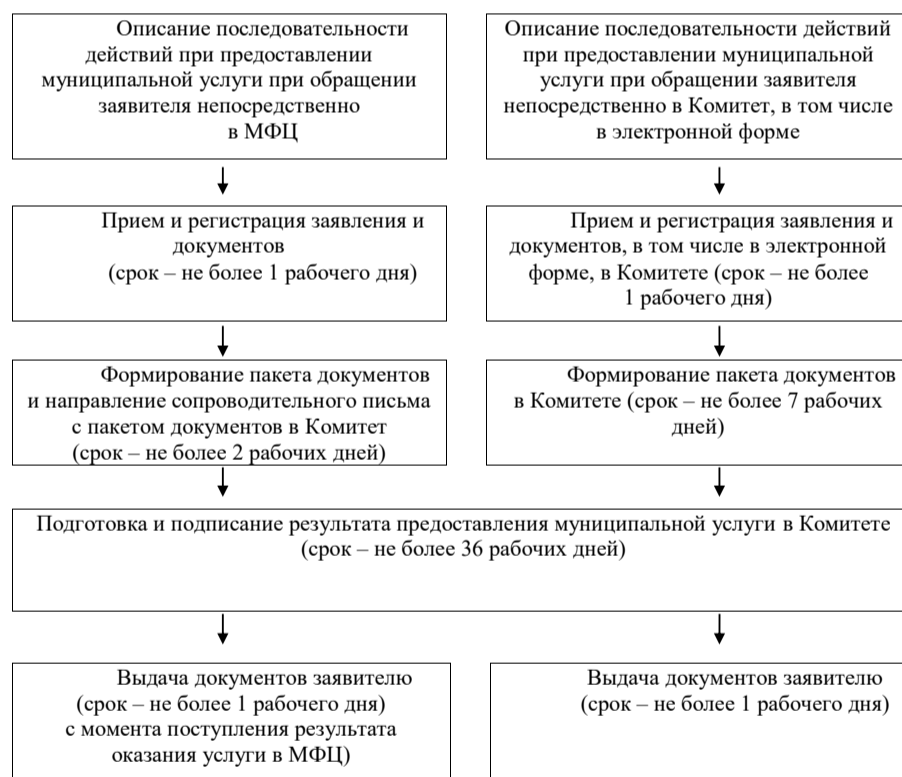 Описание последовательности
действий при предоставлении
муниципальной услуги при обращении
заявителя непосредственно
в МФЦ
Описание последовательности действий
при предоставлении муниципальной
услуги при обращении заявителя
непосредственно в Комитет, в том числе
в электронной форме
Прием и регистрация заявления и
документов
(срок – не более 1 рабочего дня)
Прием и регистрация заявления и
документов, в том числе в электронной
форме, в Комитете (срок – не более
1 рабочего дня)
Формирование пакета документов
и направление сопроводительного письма
с пакетом документов в Комитет
(срок – не более 2 рабочих дней)
Формирование пакета документов
в Комитете (срок – не более 7 рабочих
дней)
Подготовка и подписание результата предоставления муниципальной услуги в Комитете
(срок – не более 36 рабочих дней)
Выдача документов заявителю
(срок – не более 1 рабочего дня)
с момента поступления результата
оказания услуги в МФЦ)
Выдача документов заявителю
(срок – не более 1 рабочего дня)